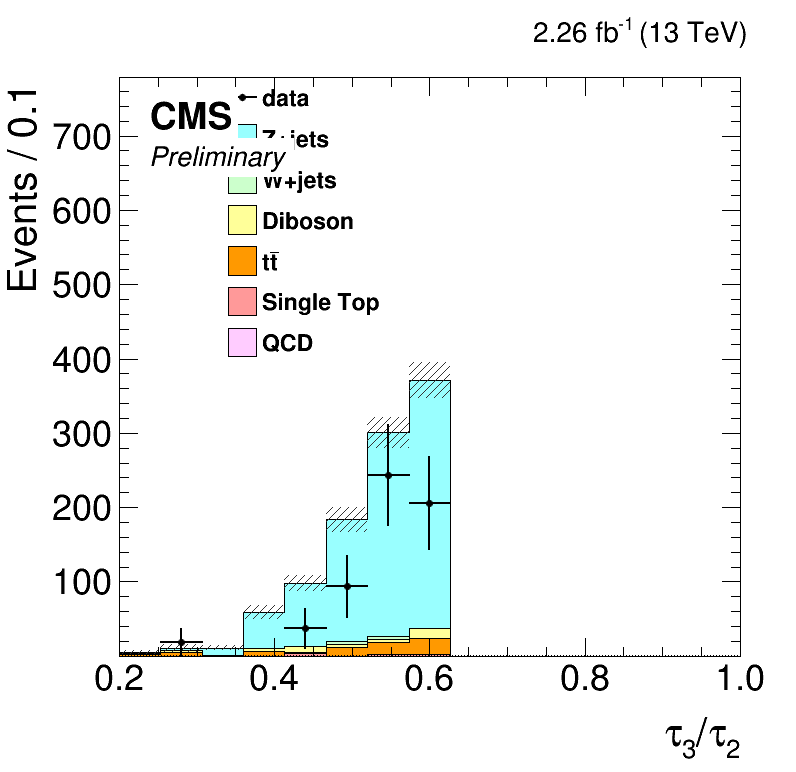 2.26 fb⁻¹ (13 TeV)
Events / 0.1
700
600
500
400
300
200
100
CMS
Preliminary
data
Z+jets
W+jets
Diboson
tt̄
Single Top
QCD
0.2 0.4 0.6 0.8 1.0
τ₃/τ₂